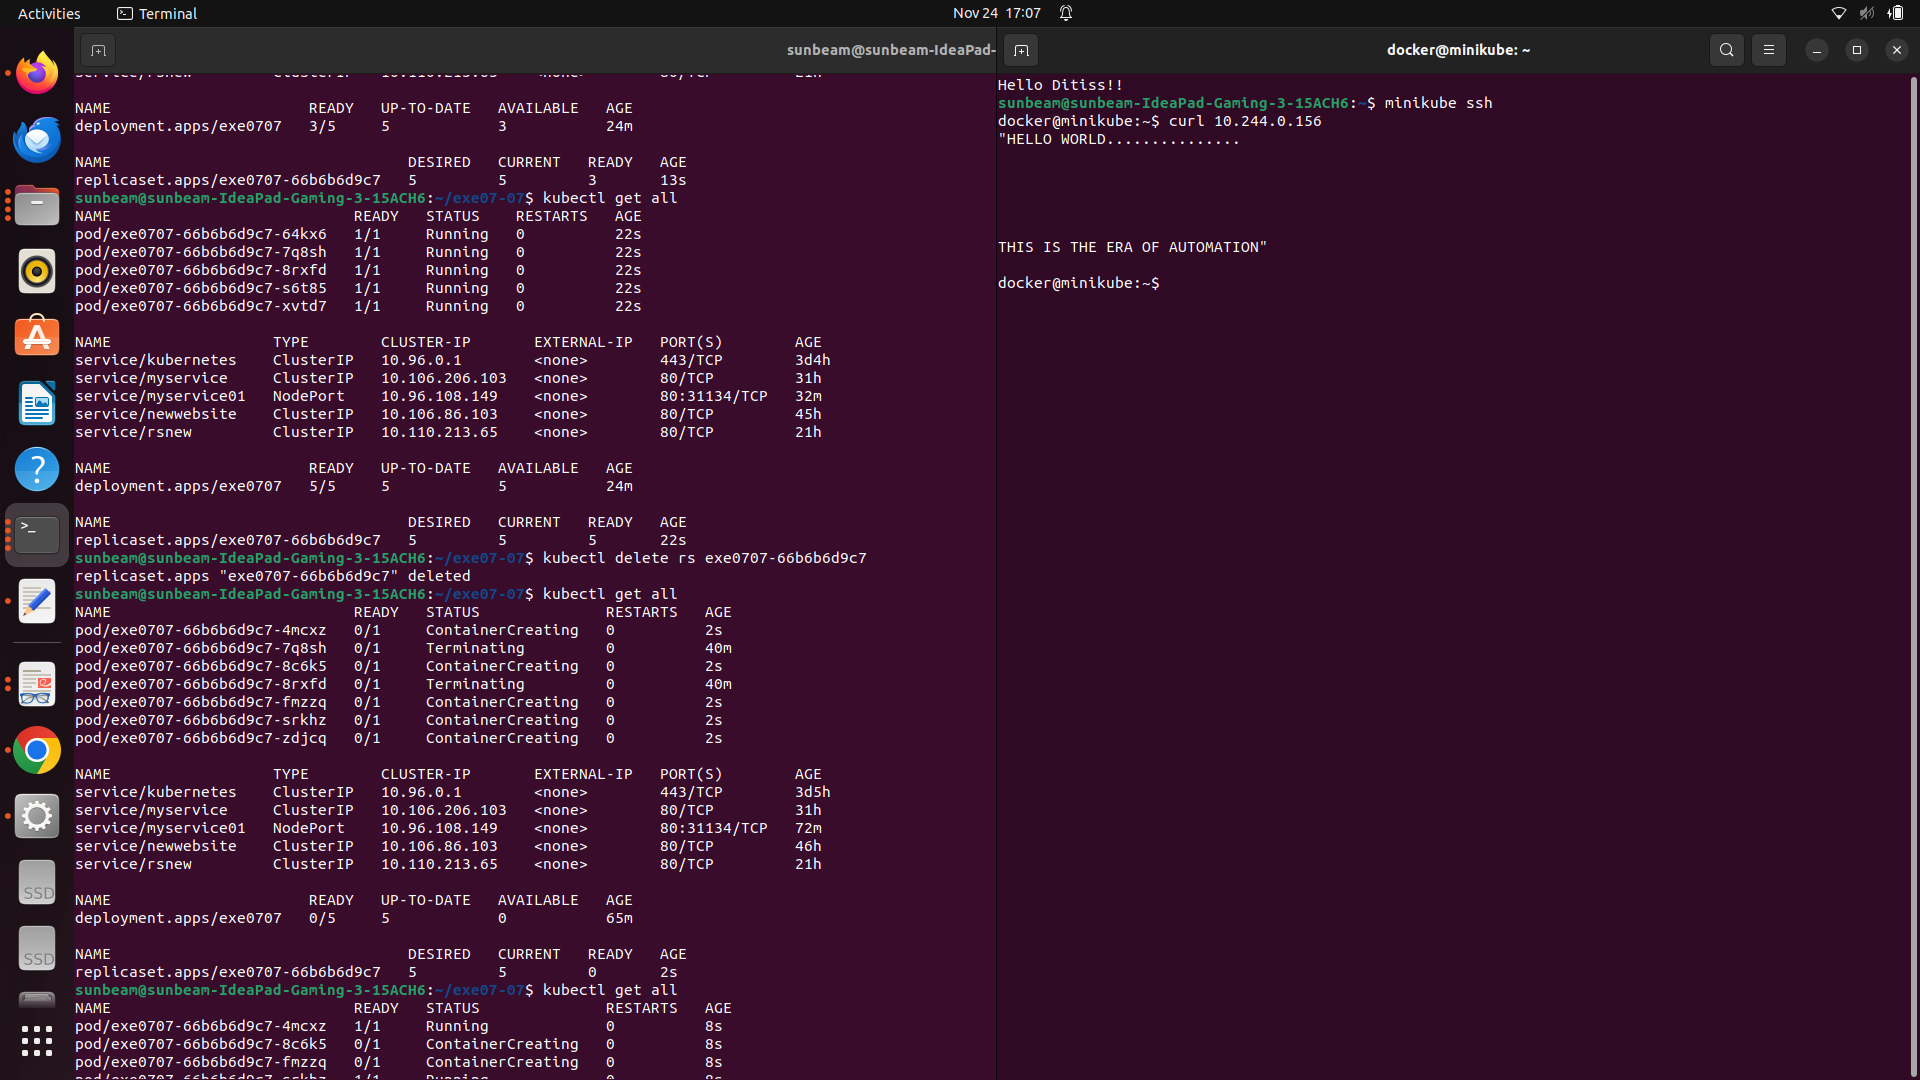 Activities
Terminal
Nov 24 17:07
sunbeam@sunbeam-IdeaPad-
service/rsnew ClusterIP 10.110.213.65 <none> 80/TCP 21h
NAME READY UP-TO-DATE AVAILABLE AGE
deployment.apps/exe0707 3/5 5 3 24m
NAME DESIRED CURRENT READY AGE
replicaset.apps/exe0707-66b6b6d9c7 5 5 3 13s
sunbeam@sunbeam-IdeaPad-Gaming-3-15ACH6:~/exe07-07$ kubectl get all
NAME READY STATUS RESTARTS AGE
pod/exe0707-66b6b6d9c7-64kx6 1/1 Running 0 22s
pod/exe0707-66b6b6d9c7-7q8sh 1/1 Running 0 22s
pod/exe0707-66b6b6d9c7-8rxfd 1/1 Running 0 22s
pod/exe0707-66b6b6d9c7-s6t85 1/1 Running 0 22s
pod/exe0707-66b6b6d9c7-xvtd7 1/1 Running 0 22s
NAME TYPE CLUSTER-IP EXTERNAL-IP PORT(S) AGE
service/kubernetes ClusterIP 10.96.0.1 <none> 443/TCP 3d4h
service/myservice ClusterIP 10.106.206.103 <none> 80/TCP 31h
service/myservice01 NodePort 10.96.108.149 <none> 80:31134/TCP 32m
service/newwebsite ClusterIP 10.106.86.103 <none> 80/TCP 45h
service/rsnew ClusterIP 10.110.213.65 <none> 80/TCP 21h
NAME READY UP-TO-DATE AVAILABLE AGE
deployment.apps/exe0707 5/5 5 5 24m
NAME DESIRED CURRENT READY AGE
replicaset.apps/exe0707-66b6b6d9c7 5 5 5 22s
sunbeam@sunbeam-IdeaPad-Gaming-3-15ACH6:~/exe07-07$ kubectl delete rs exe0707-66b6b6d9c7
replicaset.apps "exe0707-66b6b6d9c7" deleted
sunbeam@sunbeam-IdeaPad-Gaming-3-15ACH6:~/exe07-07$ kubectl get all
NAME READY STATUS RESTARTS AGE
pod/exe0707-66b6b6d9c7-4mcxz 0/1 ContainerCreating 0 2s
pod/exe0707-66b6b6d9c7-7q8sh 0/1 Terminating 0 40m
pod/exe0707-66b6b6d9c7-8c6k5 0/1 ContainerCreating 0 2s
pod/exe0707-66b6b6d9c7-8rxfd 0/1 Terminating 0 40m
pod/exe0707-66b6b6d9c7-fmzzq 0/1 ContainerCreating 0 2s
pod/exe0707-66b6b6d9c7-srkhz 0/1 ContainerCreating 0 2s
pod/exe0707-66b6b6d9c7-zdjcq 0/1 ContainerCreating 0 2s
NAME TYPE CLUSTER-IP EXTERNAL-IP PORT(S) AGE
service/kubernetes ClusterIP 10.96.0.1 <none> 443/TCP 3d5h
service/myservice ClusterIP 10.106.206.103 <none> 80/TCP 31h
service/myservice01 NodePort 10.96.108.149 <none> 80:31134/TCP 72m
service/newwebsite ClusterIP 10.106.86.103 <none> 80/TCP 46h
service/rsnew ClusterIP 10.110.213.65 <none> 80/TCP 21h
NAME READY UP-TO-DATE AVAILABLE AGE
deployment.apps/exe0707 0/5 5 0 65m
NAME DESIRED CURRENT READY AGE
replicaset.apps/exe0707-66b6b6d9c7 5 5 0 2s
sunbeam@sunbeam-IdeaPad-Gaming-3-15ACH6:~/exe07-07$ kubectl get all
NAME READY STATUS RESTARTS AGE
pod/exe0707-66b6b6d9c7-4mcxz 1/1 Running 0 8s
pod/exe0707-66b6b6d9c7-8c6k5 0/1 ContainerCreating 0 8s
pod/exe0707-66b6b6d9c7-fmzzq 0/1 ContainerCreating 0 8s
pod/exe0707-66b6b6d9c7-srkhz 1/1 Running 0 8s
docker@minikube: ~
Hello Ditiss!!
sunbeam@sunbeam-IdeaPad-Gaming-3-15ACH6:~$ minikube ssh
docker@minikube:~$ curl 10.244.0.156
"HELLO WORLD...............
THIS IS THE ERA OF AUTOMATION"
docker@minikube:~$
SSD
SSD